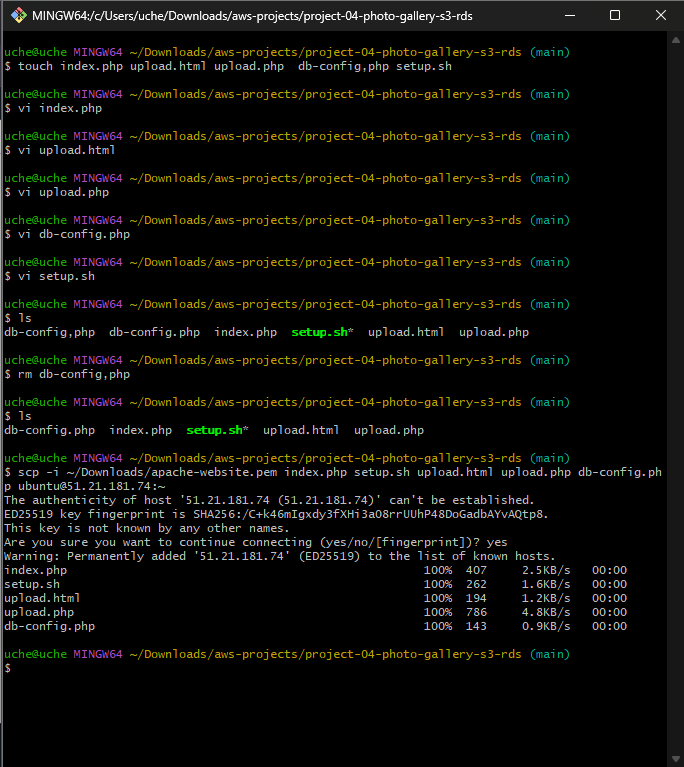 MINGW64:/c/Users/uche/Downloads/aws-projects/project-04-photo-gallery-s3-rds
uche@uche MINGW64 ~/Downloads/aws-projects/project-04-photo-gallery-s3-rds (main)
$ touch index.php upload.html upload.php  db-config,php setup.sh
uche@uche MINGW64 ~/Downloads/aws-projects/project-04-photo-gallery-s3-rds (main)
$ vi index.php
uche@uche MINGW64 ~/Downloads/aws-projects/project-04-photo-gallery-s3-rds (main)
$ vi upload.html
uche@uche MINGW64 ~/Downloads/aws-projects/project-04-photo-gallery-s3-rds (main)
$ vi upload.php
uche@uche MINGW64 ~/Downloads/aws-projects/project-04-photo-gallery-s3-rds (main)
$ vi db-config.php
uche@uche MINGW64 ~/Downloads/aws-projects/project-04-photo-gallery-s3-rds (main)
$ vi setup.sh
uche@uche MINGW64 ~/Downloads/aws-projects/project-04-photo-gallery-s3-rds (main)
$ ls
db-config,php  db-config.php  index.php  setup.sh*  upload.html  upload.php
uche@uche MINGW64 ~/Downloads/aws-projects/project-04-photo-gallery-s3-rds (main)
$ rm db-config,php
uche@uche MINGW64 ~/Downloads/aws-projects/project-04-photo-gallery-s3-rds (main)
$ ls
db-config.php  index.php  setup.sh*  upload.html  upload.php
uche@uche MINGW64 ~/Downloads/aws-projects/project-04-photo-gallery-s3-rds (main)
$ scp -i ~/Downloads/apache-website.pem index.php setup.sh upload.html upload.php db-config.ph
p ubuntu@51.21.181.74:~
The authenticity of host '51.21.181.74 (51.21.181.74)' can't be established.
ED25519 key fingerprint is SHA256:/C+k46mIgxdy3fXHi3aO8rrUUhP48DoGadbAYvAQtp8.
This key is not known by any other names.
Are you sure you want to continue connecting (yes/no/[fingerprint])? yes
Warning: Permanently added '51.21.181.74' (ED25519) to the list of known hosts.
index.php 100% 407 2.5KB/s 00:00
setup.sh 100% 262 1.6KB/s 00:00
upload.html 100% 194 1.2KB/s 00:00
upload.php 100% 786 4.8KB/s 00:00
db-config.php 100% 143 0.9KB/s 00:00
uche@uche MINGW64 ~/Downloads/aws-projects/project-04-photo-gallery-s3-rds (main)
$